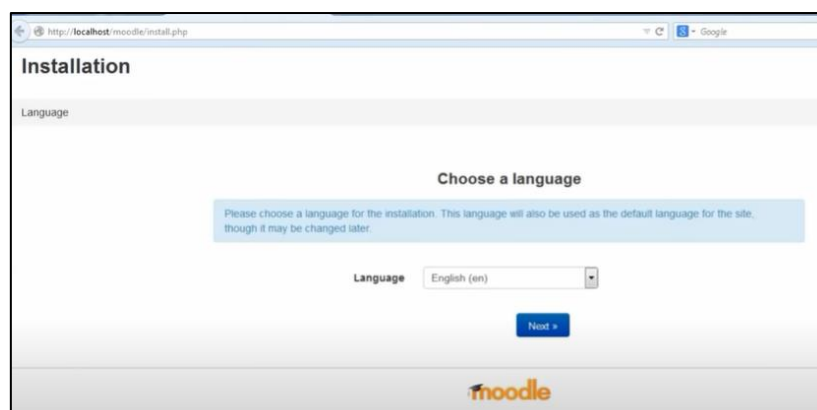 http://localhost/moodle/install.php
Google
Installation
Language
Choose a language
Please choose a language for the installation. This language will also be used as the default language for the site,
though it may be changed later.
Language English (en)
Next »
moodle